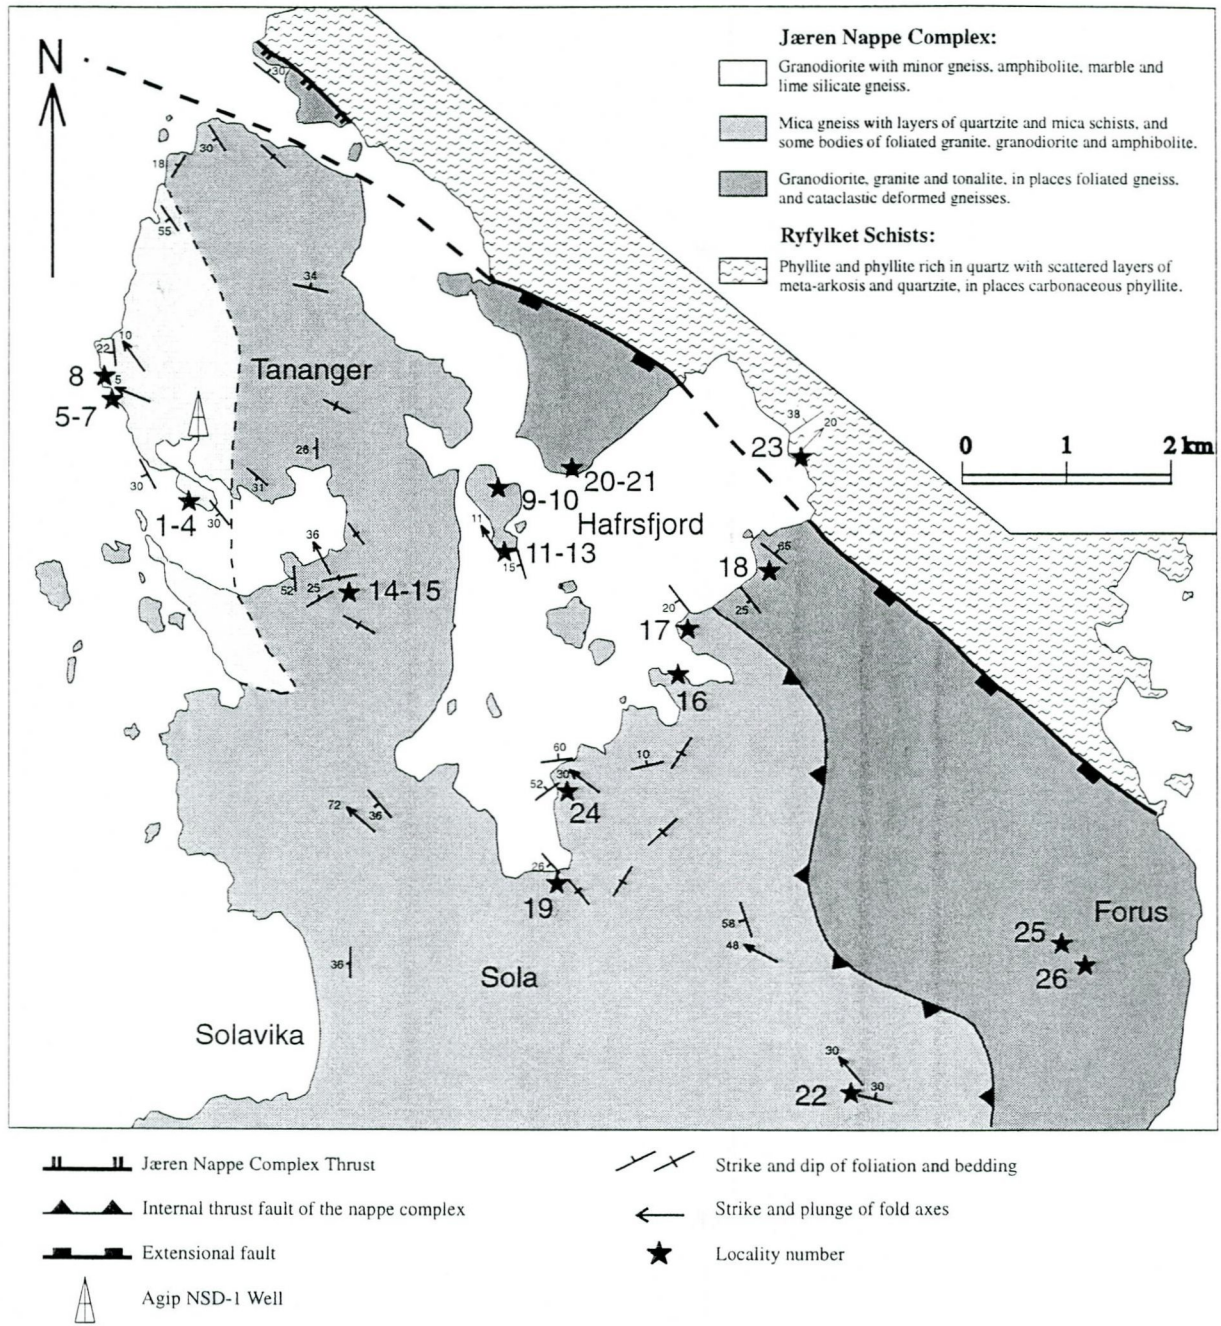 N
Jæren Nappe Complex:
Granodiorite with minor gneiss, amphibolite, marble and
lime silicate gneiss.
Mica gneiss with layers of quartzite and mica schists, and
some bodies of foliated granite, granodiorite and amphibolite.
Granodiorite, granite and tonalite, in places foliated gneiss,
and cataclastic deformed gneisses.
Ryfylket Schists:
Phyllite and phyllite rich in quartz with scattered layers of
meta-arkosis and quartzite, in places carbonaceous phyllite.
30
30
18
55
34
10
22
Tananger
8
5
5-7
38
20
23
0 1 2 km
26
31
30
20-21
9-10
1-4
30
Hafrsfjord
11
36
11-13
15
65
18
52
25
14-15
20
25
17
16
60
10
30
52
24
72
36
26
19
58
48
Forus
25
26
36
Sola
Solavika
30
30
22
Jæren Nappe Complex Thrust
Strike and dip of foliation and bedding
Internal thrust fault of the nappe complex
Strike and plunge of fold axes
Extensional fault
Locality number
Agip NSD-1 Well